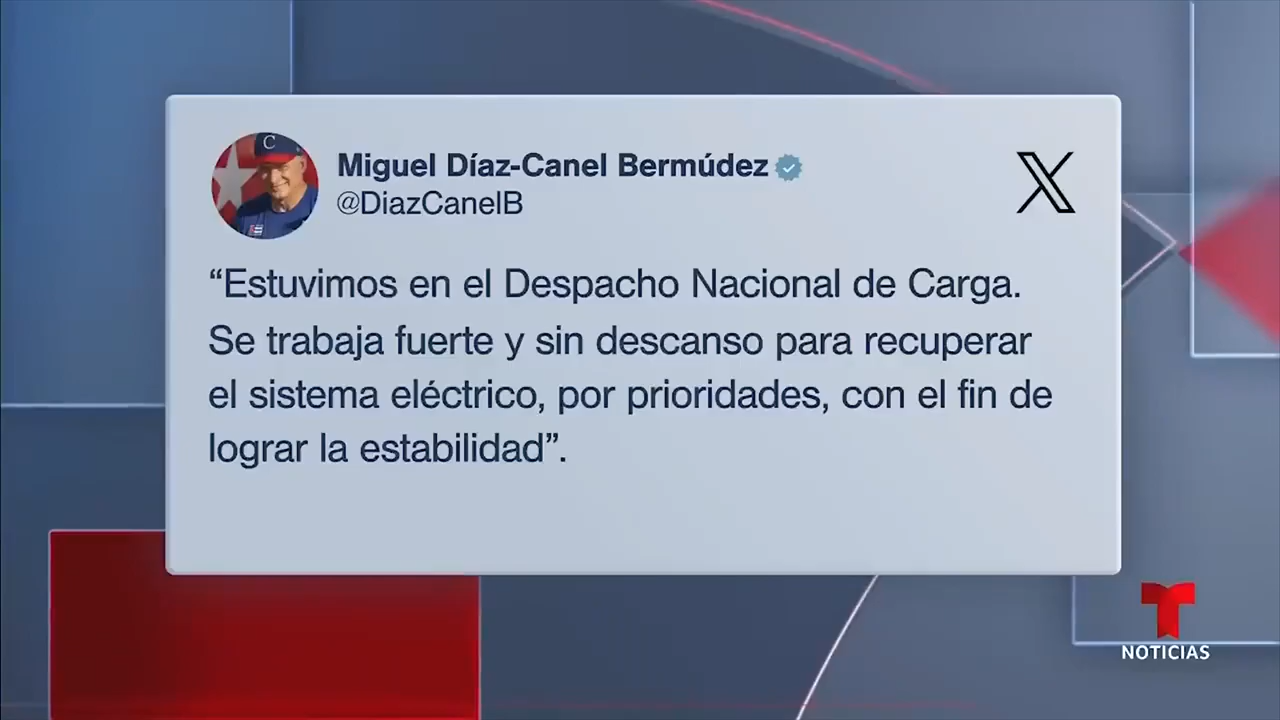 C
Miguel Díaz-Canel Bermúdez
@DiazCanelB
“Estuvimos en el Despacho Nacional de Carga.
Se trabaja fuerte y sin descanso para recuperar
el sistema eléctrico, por prioridades, con el fin de
lograr la estabilidad”.
NOTICIAS